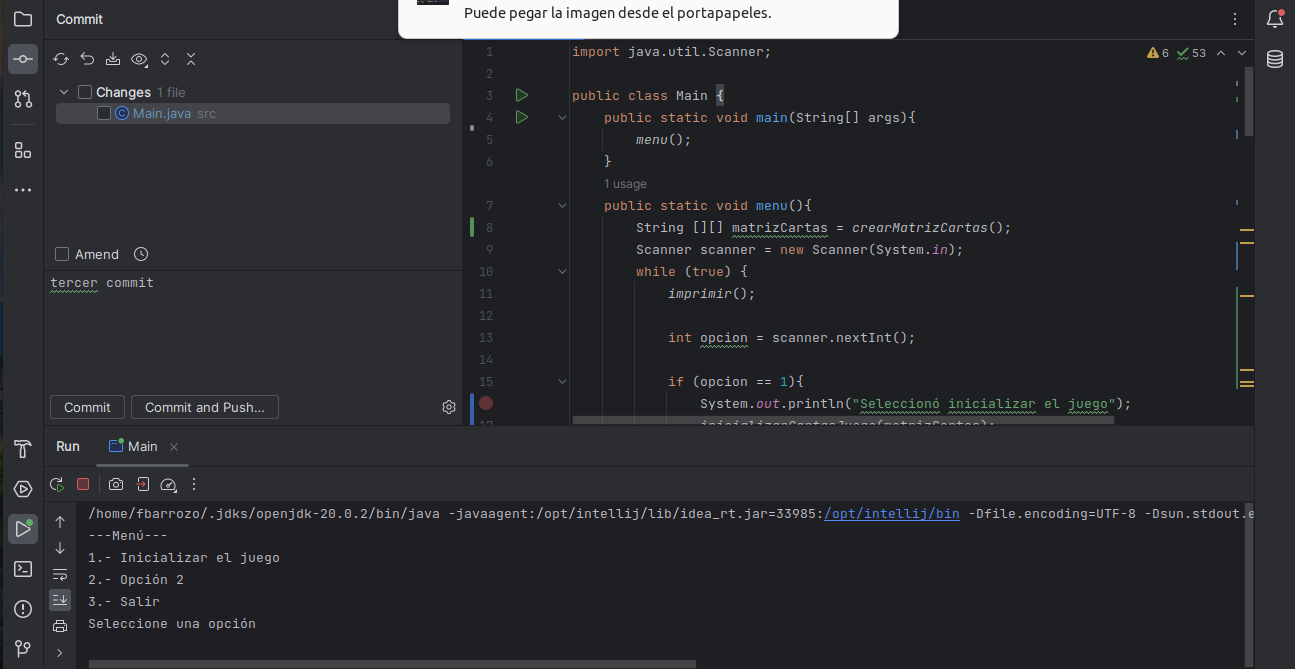 Commit
Puede pegar la imagen desde el portapapeles.
Changes 1 file
Main.java src
Amend
tercer commit
Commit
Commit and Push...
6 53
1 import java.util.Scanner;
2
3 public class Main {
4 public static void main(String[] args){
5 menu();
6 }
1 usage
7 public static void menu(){
8 String [][] matrizCartas = crearMatrizCartas();
9 Scanner scanner = new Scanner(System.in);
10 while (true) {
11 imprimir();
12
13 int opcion = scanner.nextInt();
14
15 if (opcion == 1){
System.out.println("Seleccionó inicializar el juego");
17 inicializarCartasJuego(matrizCartas);
Run
Main
/home/fbarrozo/.jdks/openjdk-20.0.2/bin/java -javaagent:/opt/intellij/lib/idea_rt.jar=33985:/opt/intellij/bin -Dfile.encoding=UTF-8 -Dsun.stdout.e
---Menú---
1.- Inicializar el juego
2.- Opción 2
3.- Salir
Seleccione una opción